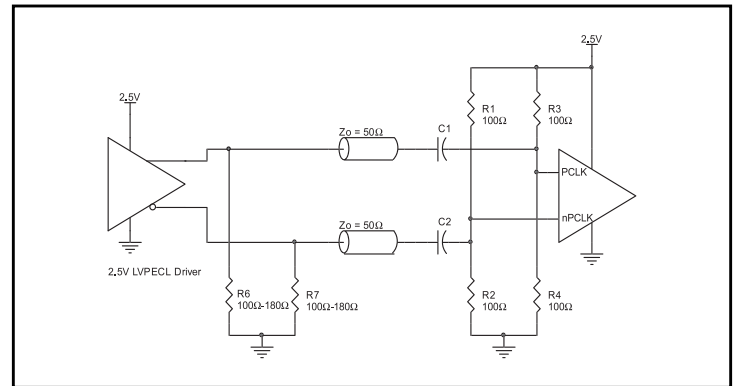 2.5V
2.5V
Zo = 50Ω
C1
R1
100Ω
R3
100Ω
PCLK
Zo = 50Ω
C2
nPCLK
2.5V LVPECL Driver
R6
100Ω-180Ω
R7
100Ω-180Ω
R2
100Ω
R4
100Ω